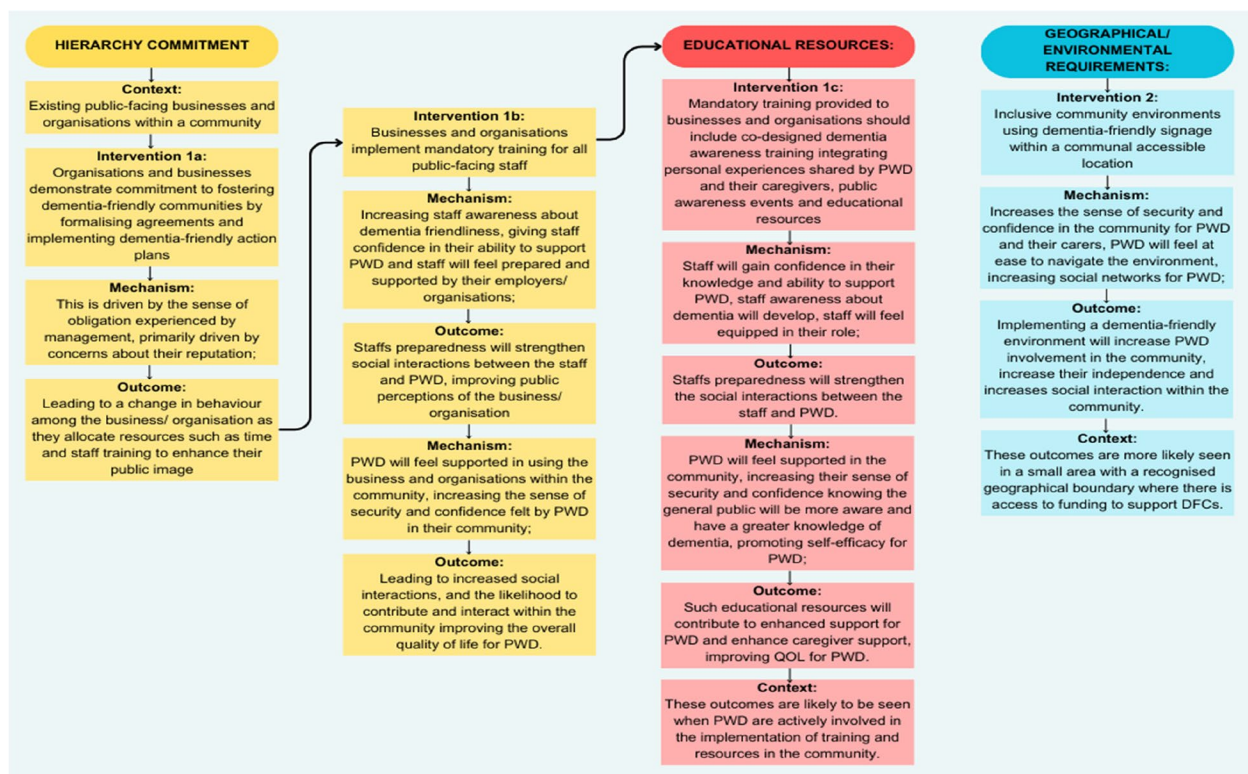 HIERARCHY COMMITMENT
Context:
Existing public-facing businesses and
organisations within a community
Intervention 1a:
Organisations and businesses
demonstrate commitment to fostering
dementia-friendly communities by
formalising agreements and
implementing dementia-friendly action
plans
Mechanism:
This is driven by the sense of
obligation experienced by
management, primarily driven by
concerns about their reputation;
Outcome:
Leading to a change in behaviour
among the business/ organisation as
they allocate resources such as time
and staff training to enhance their
public image
Intervention 1b:
Businesses and organisations
implement mandatory training for all
public-facing staff
Mechanism:
Increasing staff awareness about
dementia friendliness, giving staff
confidence in their ability to support
PWD and staff will feel prepared and
supported by their employers/
organisations;
Outcome:
Staffs preparedness will strengthen
social interactions between the staff
and PWD, improving public
perceptions of the business/
organisation
Mechanism:
PWD will feel supported in using the
business and organisations within the
community, increasing the sense of
security and confidence felt by PWD
in their community;
Outcome:
Leading to increased social
interactions, and the likelihood to
contribute and interact within the
community improving the overall
quality of life for PWD.
EDUCATIONAL RESOURCES:
Intervention 1c:
Mandatory training provided to
businesses and organisations should
include co-designed dementia
awareness training integrating
personal experiences shared by PWD
and their caregivers, public
awareness events and educational
resources
Mechanism:
Staff will gain confidence in their
knowledge and ability to support
PWD, staff awareness about
dementia will develop, staff will feel
equipped in their role;
Outcome:
Staffs preparedness will strengthen
the social interactions between the
staff and PWD.
Mechanism:
PWD will feel supported in the
community, increasing their sense of
security and confidence knowing the
general public will be more aware and
have a greater knowledge of
dementia, promoting self-efficacy for
PWD;
Outcome:
Such educational resources will
contribute to enhanced support for
PWD and enhance caregiver support,
improving QOL for PWD.
Context:
These outcomes are likely to be seen
when PWD are actively involved in
the implementation of training and
resources in the community.
GEOGRAPHICAL/
ENVIRONMENTAL
REQUIREMENTS:
Intervention 2:
Inclusive community environments
using dementia-friendly signage
within a communal accessible
location
Mechanism:
Increases the sense of security and
confidence in the community for PWD
and their carers, PWD will feel at
ease to navigate the environment,
increasing social networks for PWD;
Outcome:
Implementing a dementia-friendly
environment will increase PWD
involvement in the community,
increase their independence and
increases social interaction within the
community.
Context:
These outcomes are more likely seen
in a small area with a recognised
geographical boundary where there is
access to funding to support DFCs.